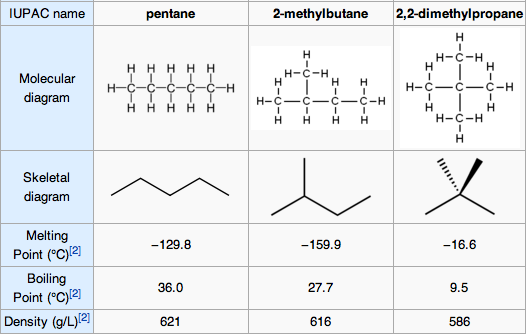 IUPAC name pentane 2-methylbutane 2,2-dimethylpropane
Molecular
diagram
H H H H H
H C C C C C H
H H H H H
H
H C H
H H H
H C C C C H
H H H H
H
H C H
H H
H C C C H
H H
H C H
H
Skeletal
diagram
Melting
Point (°C)[2] −129.8 −159.9 −16.6
Boiling
Point (°C)[2] 36.0 27.7 9.5
Density (g/L)[2] 621 616 586